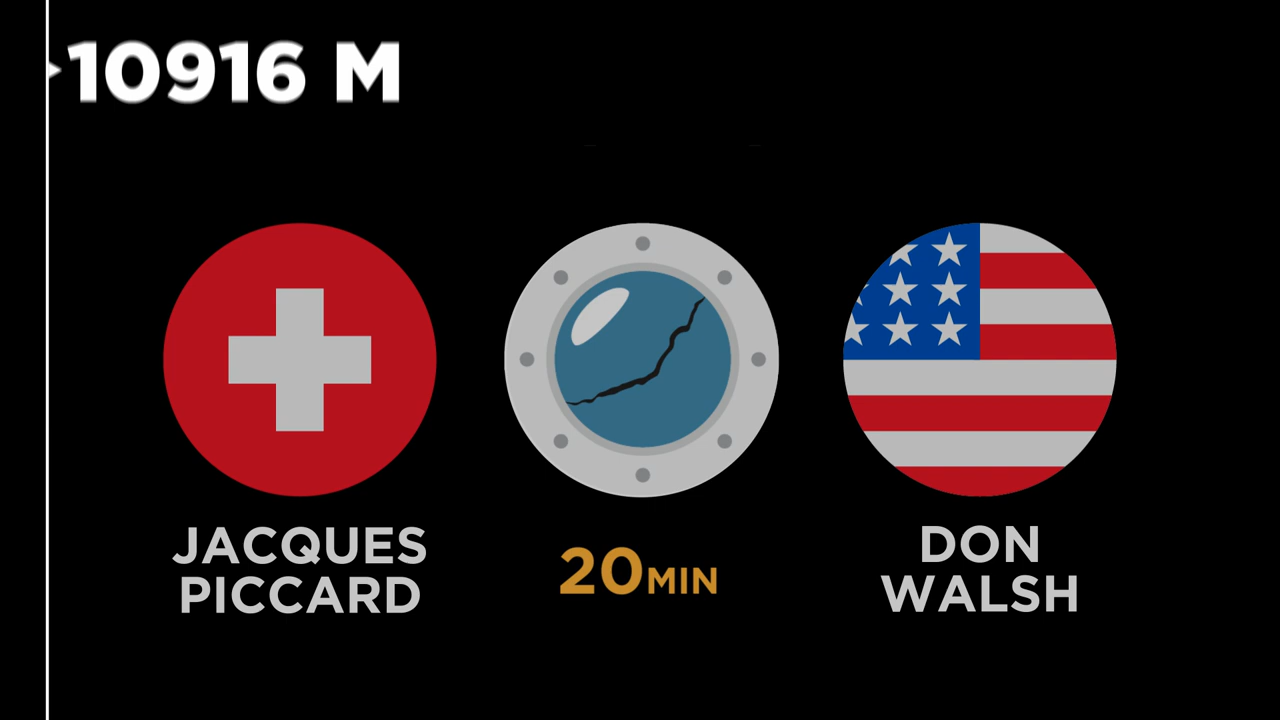 10916 M
JACQUES
PICCARD
20MIN
DON
WALSH